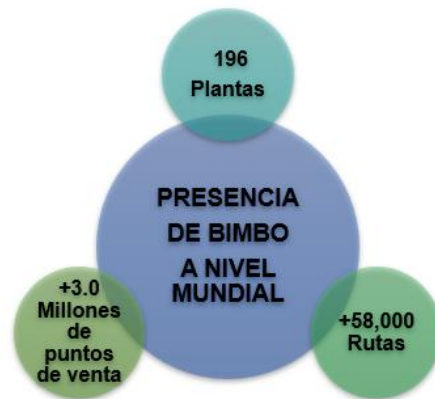 196
Plantas
PRESENCIA
DE BIMBO
A NIVEL
MUNDIAL
+3.0
Millones
de
puntos
de venta
+58,000
Rutas